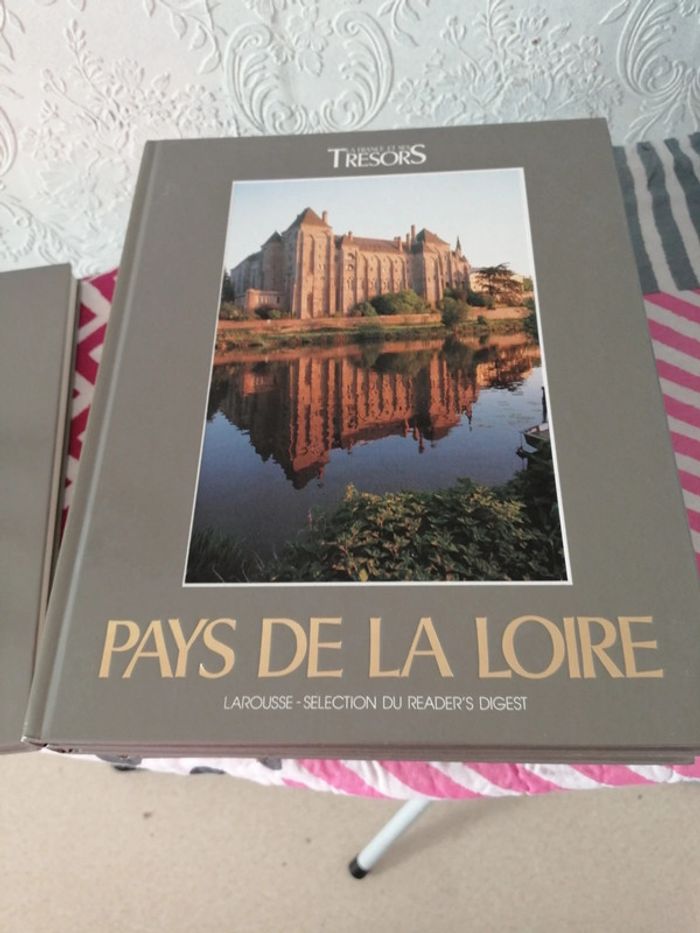 LA FRANCE ET SES
TRESORS
PAYS DE LA LOIRE
LAROUSSE - SELECTION DU READER'S DIGEST